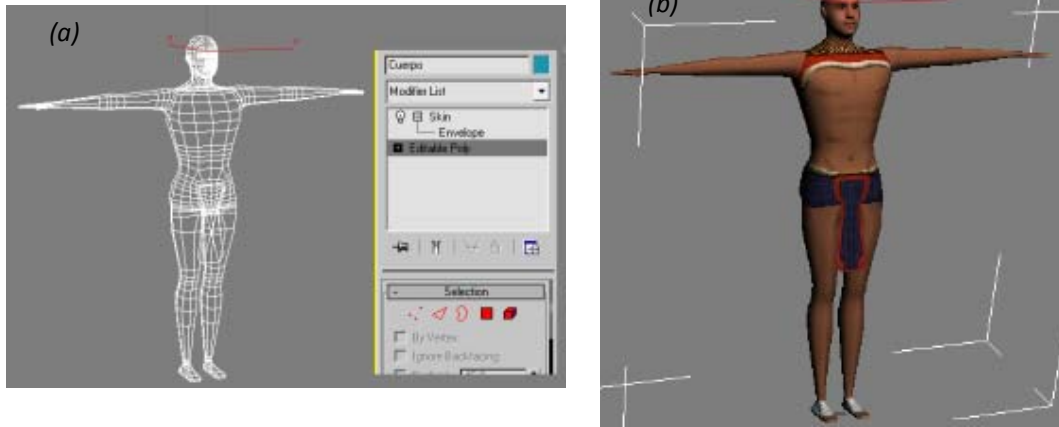 (a)
(b)
Cuerpo
Modifier List
Skin
Envelope
Editable Poly
- Selection
By Vertex
Ignore Backfacing